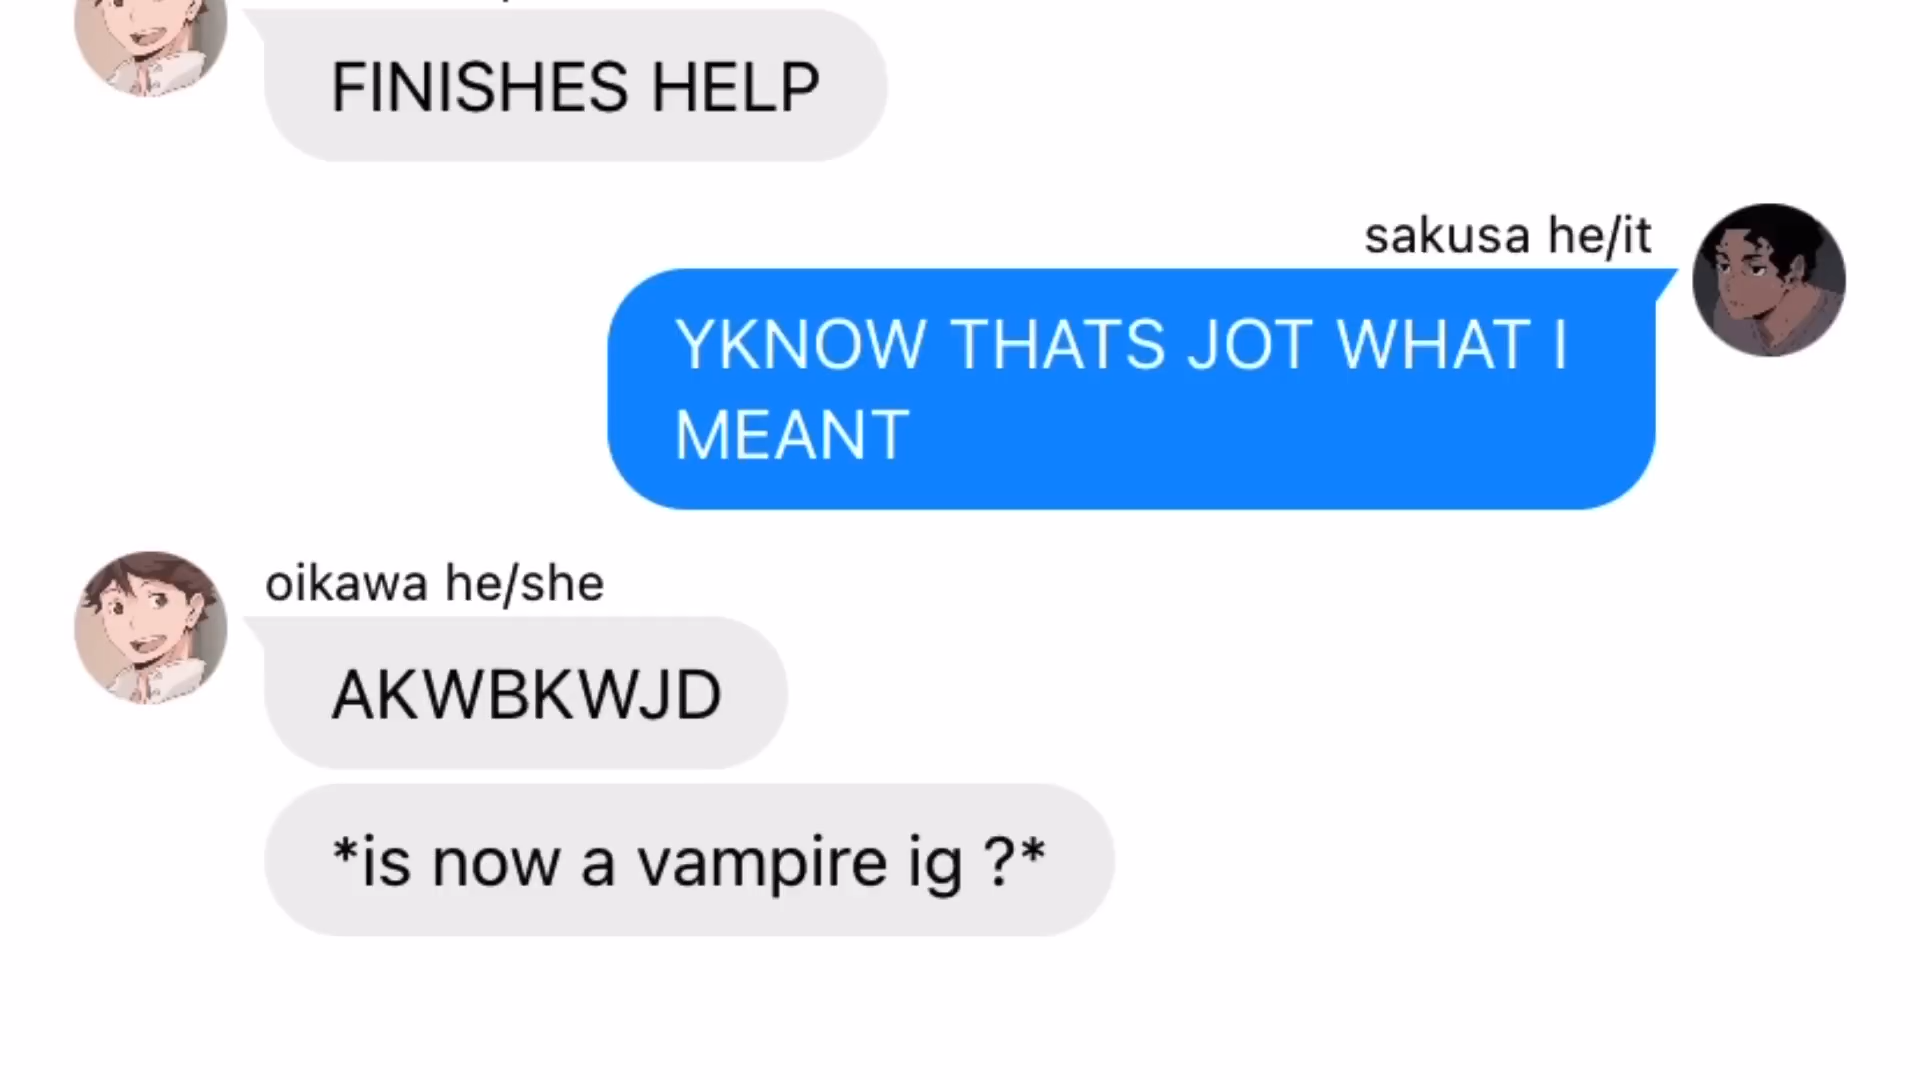 FINISHES HELP
sakusa he/it
YKNOW THATS JOT WHAT I
MEANT
oikawa he/she
AKWBKWJD
*is now a vampire ig ?*